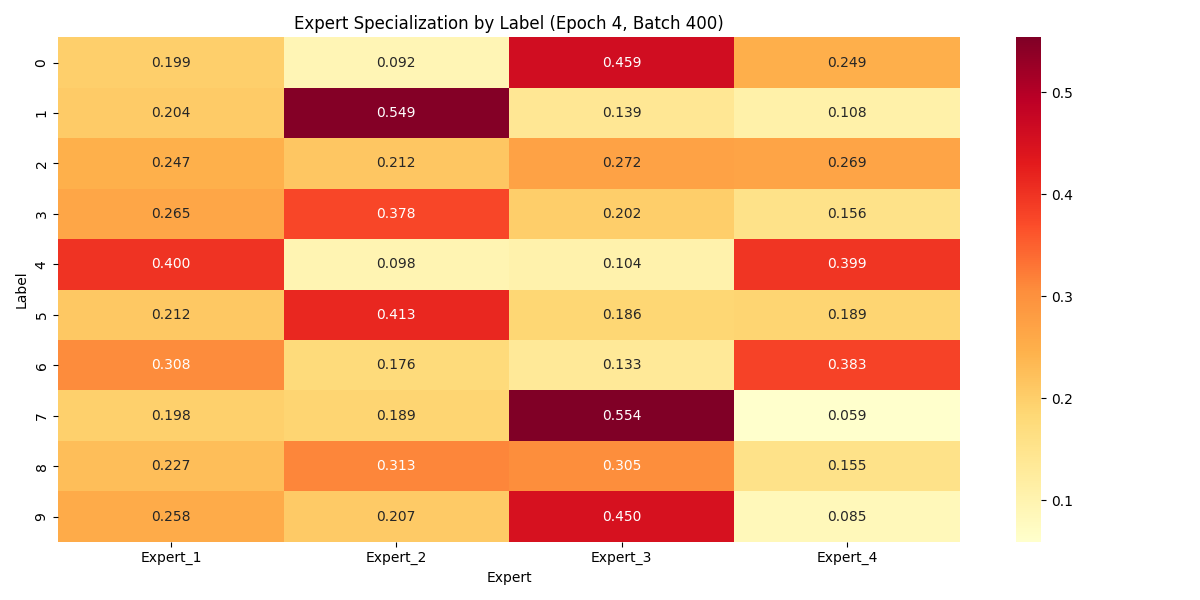 Expert Specialization by Label (Epoch 4, Batch 400)
Label
0 0.199 0.092 0.459 0.249
1 0.204 0.549 0.139 0.108
2 0.247 0.212 0.272 0.269
3 0.265 0.378 0.202 0.156
4 0.400 0.098 0.104 0.399
5 0.212 0.413 0.186 0.189
6 0.308 0.176 0.133 0.383
7 0.198 0.189 0.554 0.059
8 0.227 0.313 0.305 0.155
9 0.258 0.207 0.450 0.085
Expert_1 Expert_2 Expert_3 Expert_4
Expert
0.5
0.4
0.3
0.2
0.1